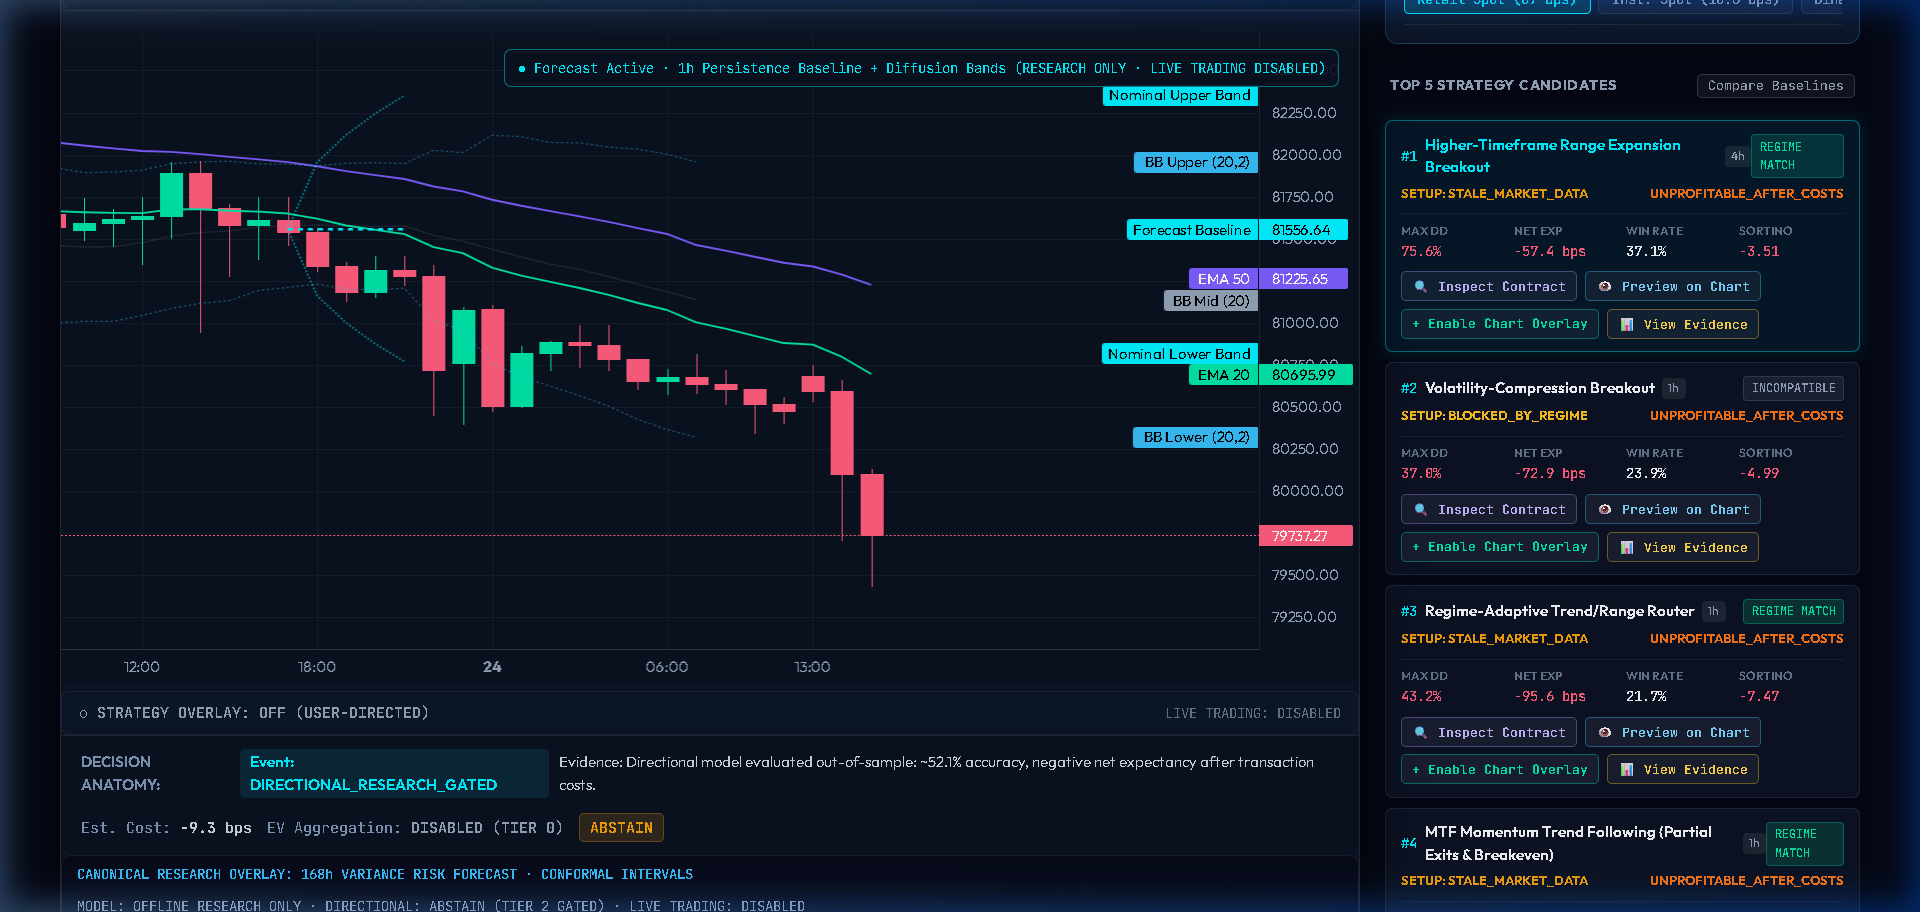 ● Forecast Active · 1h Persistence Baseline + Diffusion Bands (RESEARCH ONLY · LIVE TRADING DISABLED)
Nominal Upper Band
82250.00
BB Upper (20,2)
82000.00
81750.00
Forecast Baseline 81556.64
EMA 50 81225.65
BB Mid (20)
81000.00
Nominal Lower Band
EMA 20 80695.99
80500.00
BB Lower (20,2)
80250.00
80000.00
79737.27
79500.00
79250.00
12:00 18:00 24 06:00 13:00
○ STRATEGY OVERLAY: OFF (USER-DIRECTED)
LIVE TRADING: DISABLED
DECISION
ANATOMY:
Event:
DIRECTIONAL_RESEARCH_GATED
Evidence: Directional model evaluated out-of-sample: ~52.1% accuracy, negative net expectancy after transaction
costs.
Est. Cost: -9.3 bps EV Aggregation: DISABLED (TIER 0) ABSTAIN
CANONICAL RESEARCH OVERLAY: 168h VARIANCE RISK FORECAST · CONFORMAL INTERVALS
MODEL: OFFLINE RESEARCH ONLY · DIRECTIONAL: ABSTAIN (TIER 2 GATED) · LIVE TRADING: DISABLED
TOP 5 STRATEGY CANDIDATES
Compare Baselines
#1 Higher-Timeframe Range Expansion
Breakout
4h
REGIME
MATCH
SETUP: STALE_MARKET_DATA UNPROFITABLE_AFTER_COSTS
MAX DD NET EXP WIN RATE SORTINO
75.6% -57.4 bps 37.1% -3.51
Inspect Contract Preview on Chart
+ Enable Chart Overlay View Evidence
#2 Volatility-Compression Breakout 1h INCOMPATIBLE
SETUP: BLOCKED_BY_REGIME UNPROFITABLE_AFTER_COSTS
MAX DD NET EXP WIN RATE SORTINO
37.0% -72.9 bps 23.9% -4.99
Inspect Contract Preview on Chart
+ Enable Chart Overlay View Evidence
#3 Regime-Adaptive Trend/Range Router 1h REGIME MATCH
SETUP: STALE_MARKET_DATA UNPROFITABLE_AFTER_COSTS
MAX DD NET EXP WIN RATE SORTINO
43.2% -95.6 bps 21.7% -7.47
Inspect Contract Preview on Chart
+ Enable Chart Overlay View Evidence
#4 MTF Momentum Trend Following (Partial
Exits & Breakeven)
1h
REGIME
MATCH
SETUP: STALE_MARKET_DATA UNPROFITABLE_AFTER_COSTS